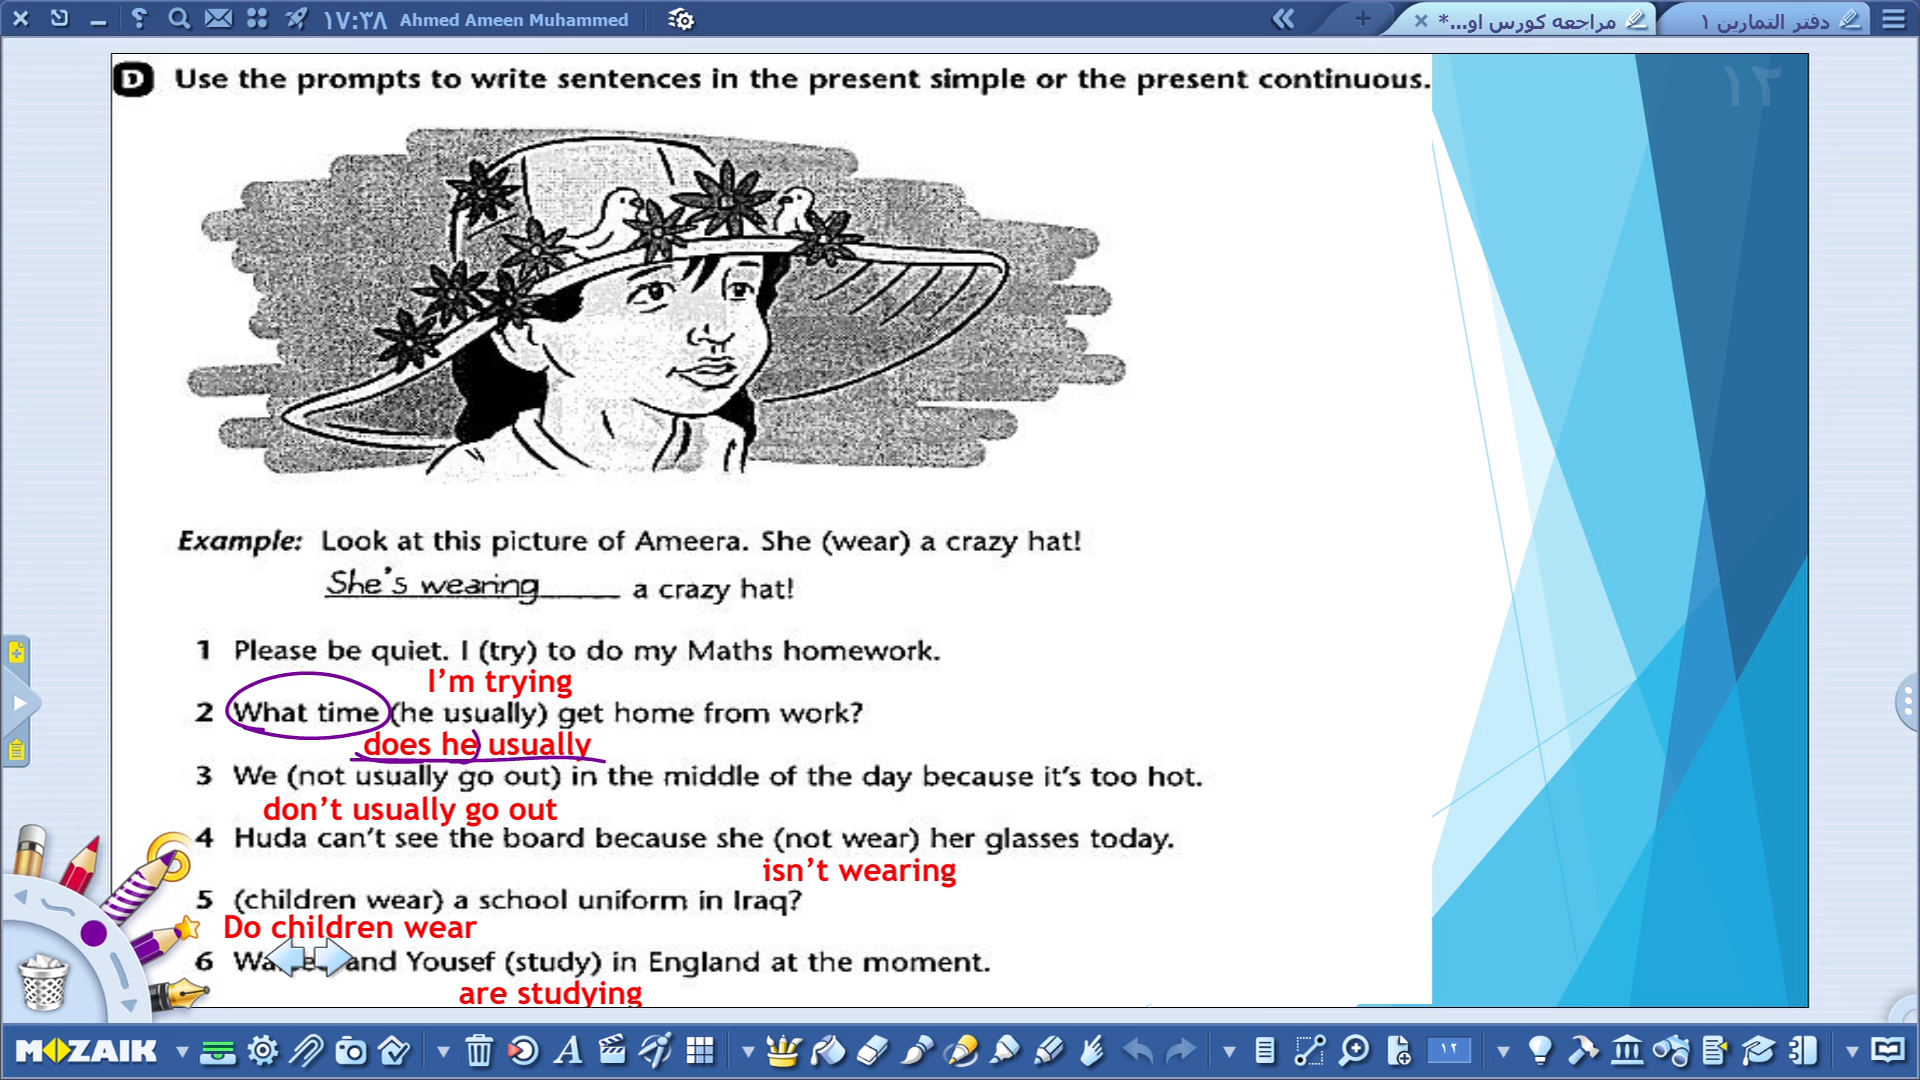 ۱۷:۳۸ Ahmed Ameen Muhammed
مراجعه كورس او...*
دفتر التمارين ١
١٢
D Use the prompts to write sentences in the present simple or the present continuous.
Example: Look at this picture of Ameera. She (wear) a crazy hat!
She's wearing a crazy hat!
1 Please be quiet. I (try) to do my Maths homework.
I'm trying
2 What time (he usually) get home from work?
does he usually
3 We (not usually go out) in the middle of the day because it's too hot.
don't usually go out
4 Huda can't see the board because she (not wear) her glasses today.
isn't wearing
5 (children wear) a school uniform in Iraq?
Do children wear
6 and Yousef (study) in England at the moment.
are studying
MOZAIK
١٢